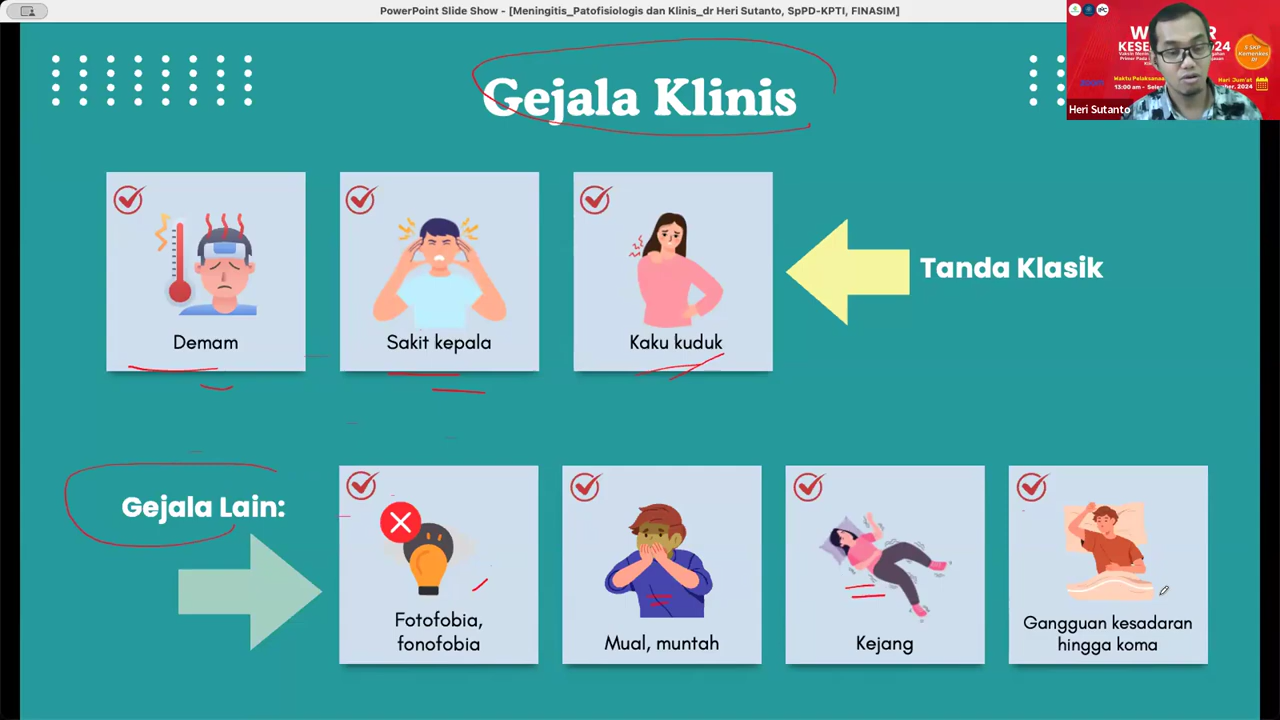 PowerPoint Slide Show - [Meningitis_Patofisiologis dan Klinis_dr Heri Sutanto, SpPD-KPTI, FINASIM]
Gejala Klinis
Demam
Sakit kepala
Kaku kuduk
Tanda Klasik
Gejala Lain:
Fotofobia,
fonofobia
Mual, muntah
Kejang
Gangguan kesadaran
hingga koma
Heri Sutanto